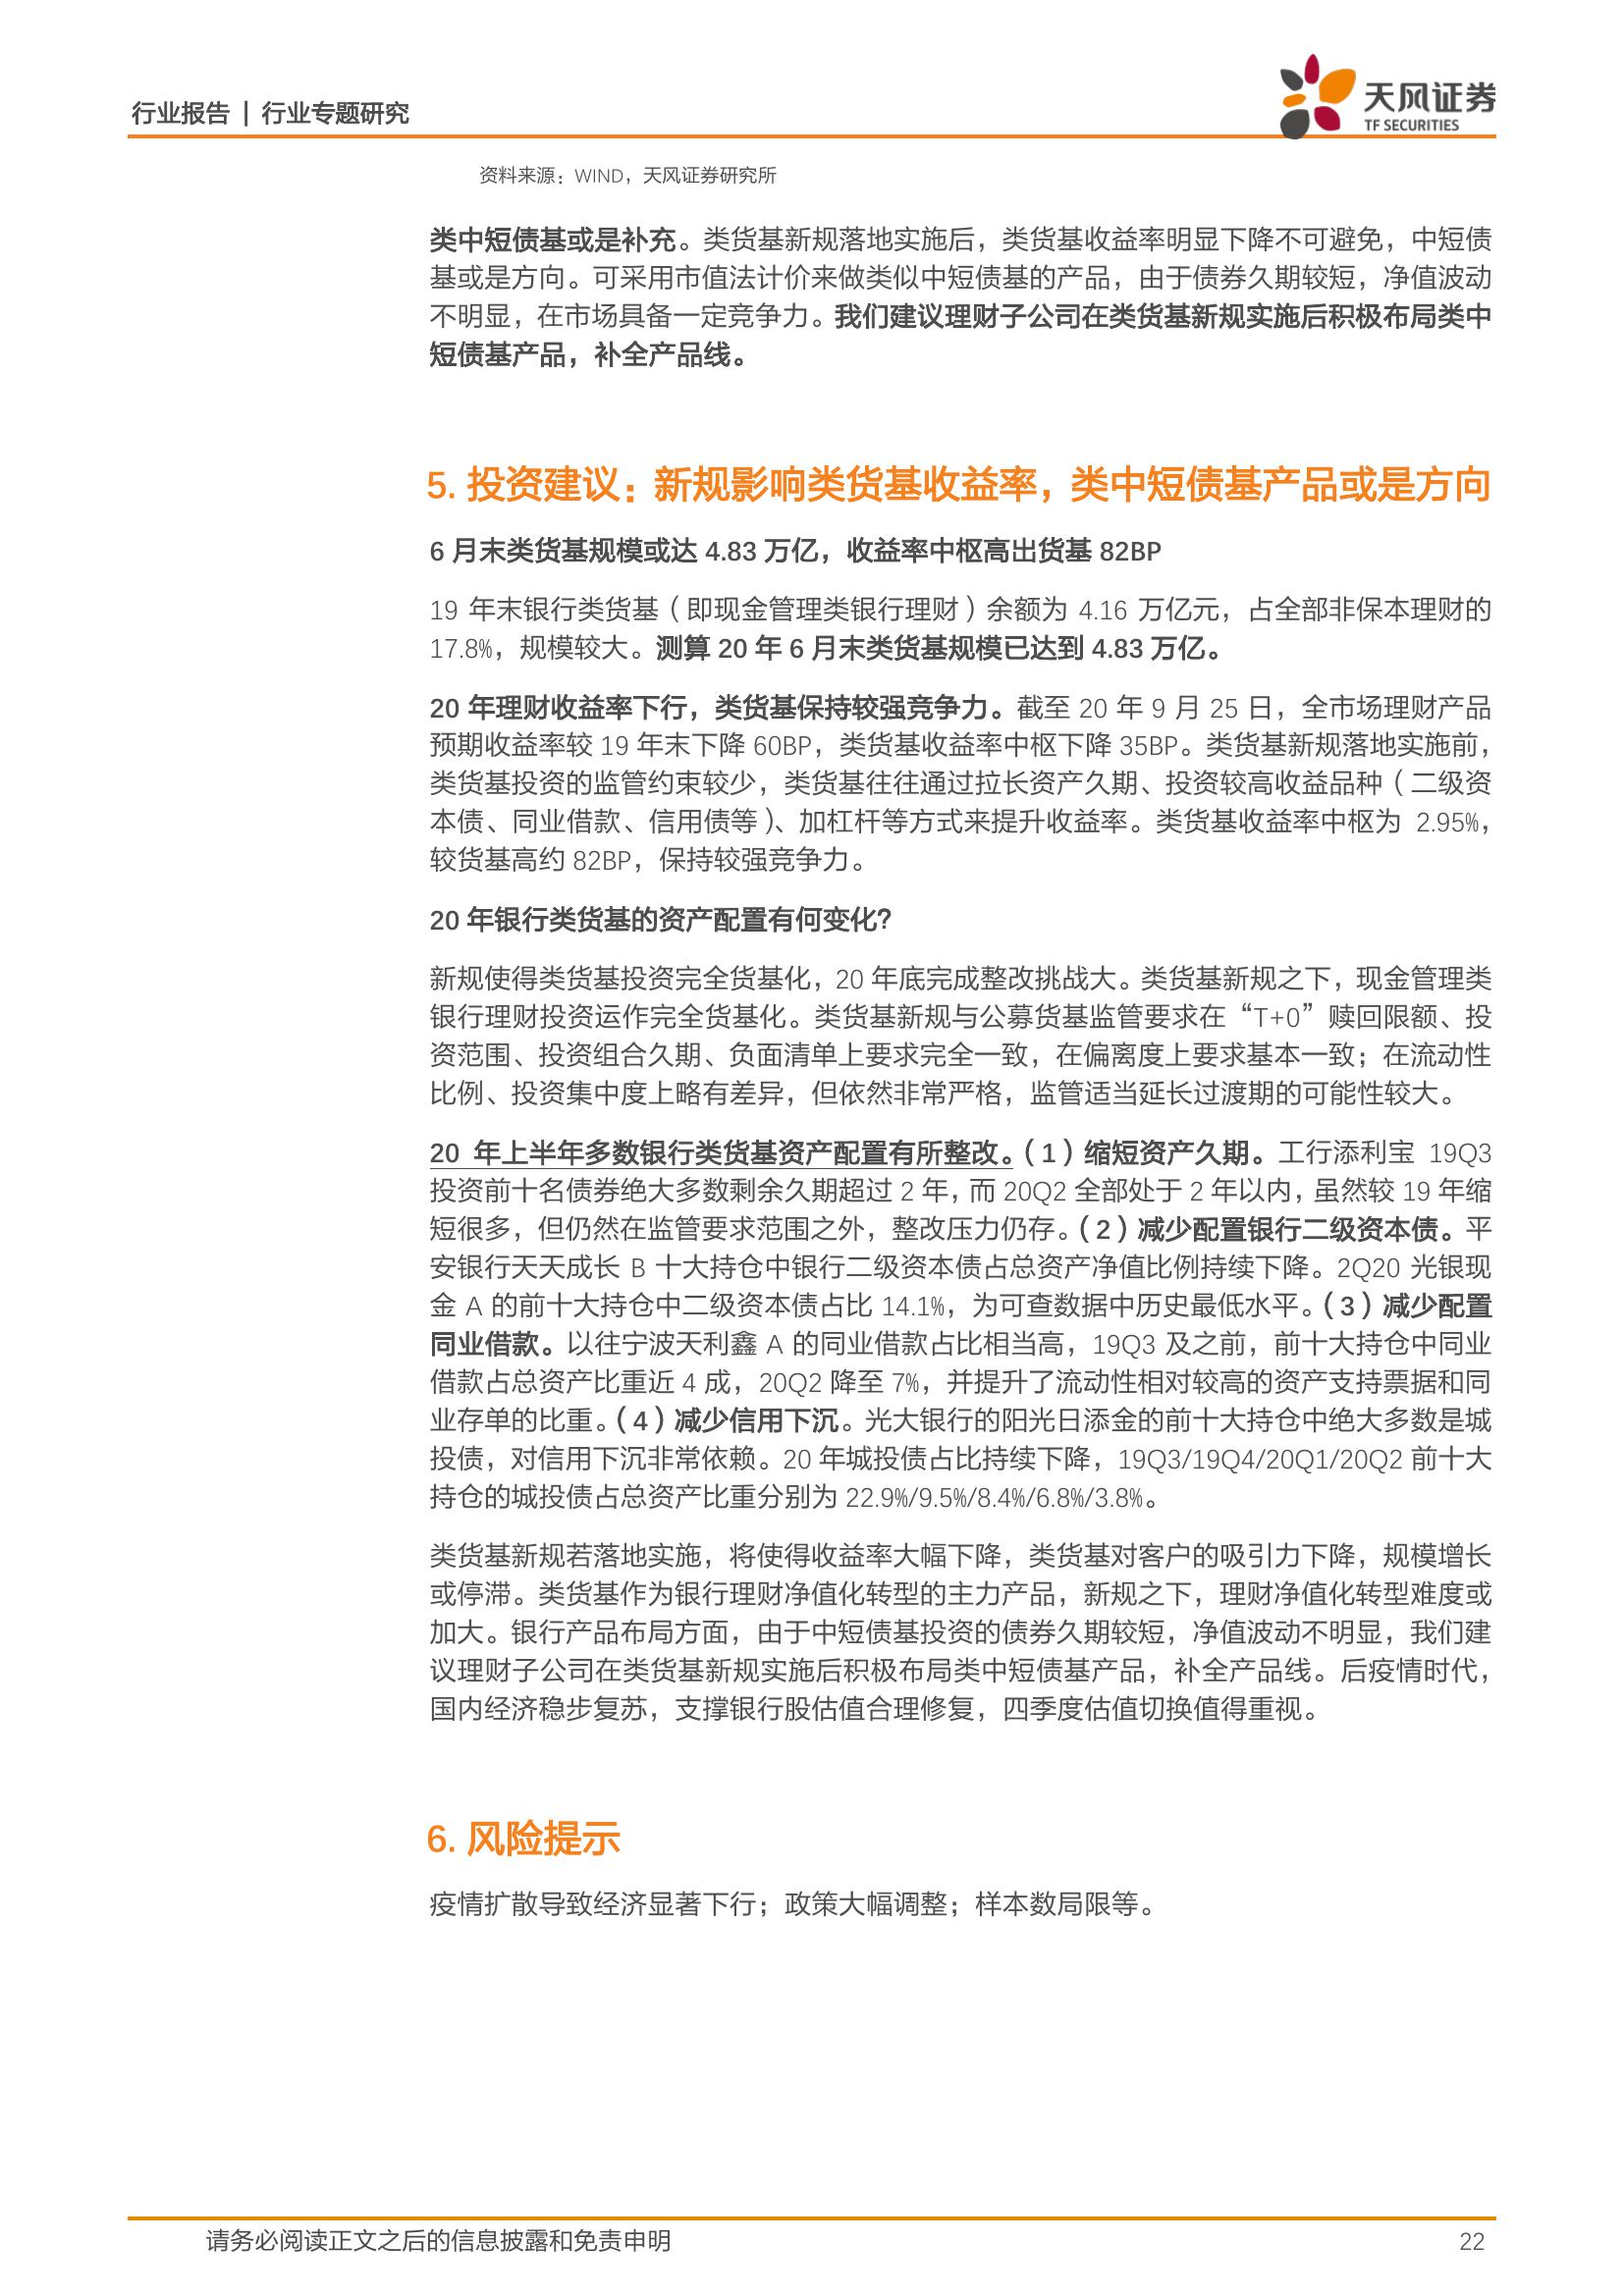 行业报告 | 行业专题研究
天风证券
TF SECURITIES
资料来源：WIND，天风证券研究所
类中短债基或是补充。类货基新规落地实施后，类货基收益率明显下降不可避免，中短债
基或是方向。可采用市值法计价来做类似中短债基的产品，由于债券久期较短，净值波动
不明显，在市场具备一定竞争力。我们建议理财子公司在类货基新规实施后积极布局类中
短债基产品，补全产品线。
5. 投资建议：新规影响类货基收益率，类中短债基产品或是方向
6 月末类货基规模或达 4.83 万亿，收益率中枢高出货基 82BP
19 年末银行类货基（即现金管理类银行理财）余额为 4.16 万亿元，占全部非保本理财的
17.8%，规模较大。测算 20 年 6 月末类货基规模已达到 4.83 万亿。
20 年理财收益率下行，类货基保持较强竞争力。截至 20 年 9 月 25 日，全市场理财产品
预期收益率较 19 年末下降 60BP，类货基收益率中枢下降 35BP。类货基新规落地实施前，
类货基投资的监管约束较少，类货基往往通过拉长资产久期、投资较高收益品种（二级资
本债、同业借款、信用债等）、加杠杆等方式来提升收益率。类货基收益率中枢为 2.95%，
较货基高约 82BP，保持较强竞争力。
20 年银行类货基的资产配置有何变化？
新规使得类货基投资完全货基化，20 年底完成整改挑战大。类货基新规之下，现金管理类
银行理财投资运作完全货基化。类货基新规与公募货基监管要求在“T+0”赎回限额、投
资范围、投资组合久期、负面清单上要求完全一致，在偏离度上要求基本一致；在流动性
比例、投资集中度上略有差异，但依然非常严格，监管适当延长过渡期的可能性较大。
20 年上半年多数银行类货基资产配置有所整改。（1）缩短资产久期。工行添利宝 19Q3
投资前十名债券绝大多数剩余久期超过 2 年，而 20Q2 全部处于 2 年以内，虽然较 19 年缩
短很多，但仍然在监管要求范围之外，整改压力仍存。（2）减少配置银行二级资本债。平
安银行天天成长 B 十大持仓中银行二级资本债占总资产净值比例持续下降。2Q20 光银现
金 A 的前十大持仓中二级资本债占比 14.1%，为可查数据中历史最低水平。（3）减少配置
同业借款。以往宁波天利鑫 A 的同业借款占比相当高，19Q3 及之前，前十大持仓中同业
借款占总资产比重近 4 成，20Q2 降至 7%，并提升了流动性相对较高的资产支持票据和同
业存单的比重。（4）减少信用下沉。光大银行的阳光日添金的前十大持仓中绝大多数是城
投债，对信用下沉非常依赖。20 年城投债占比持续下降，19Q3/19Q4/20Q1/20Q2 前十大
持仓的城投债占总资产比重分别为 22.9%/9.5%/8.4%/6.8%/3.8%。
类货基新规若落地实施，将使得收益率大幅下降，类货基对客户的吸引力下降，规模增长
或停滞。类货基作为银行理财净值化转型的主力产品，新规之下，理财净值化转型难度或
加大。银行产品布局方面，由于中短债基投资的债券久期较短，净值波动不明显，我们建
议理财子公司在类货基新规实施后积极布局类中短债基产品，补全产品线。后疫情时代，
国内经济稳步复苏，支撑银行股估值合理修复，四季度估值切换值得重视。
6. 风险提示
疫情扩散导致经济显著下行；政策大幅调整；样本数局限等。
请务必阅读正文之后的信息披露和免责申明
22